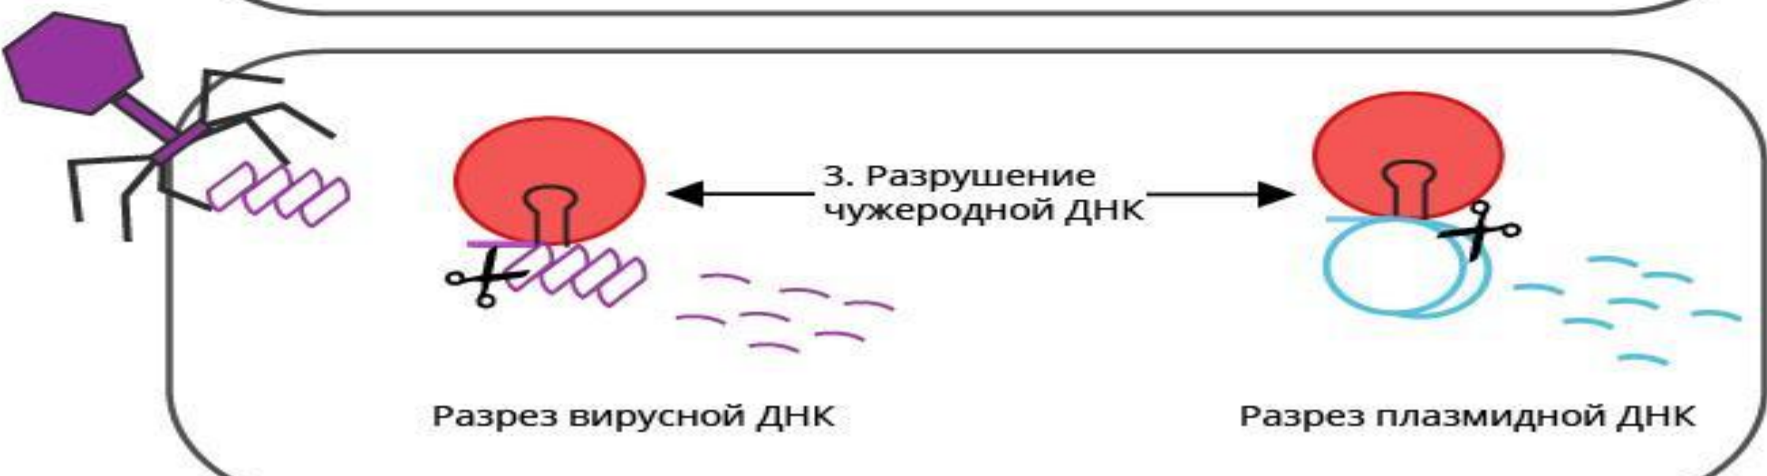 3. Разрушение
чужеродной ДНК
Разрез вирусной ДНК
Разрез плазмидной ДНК